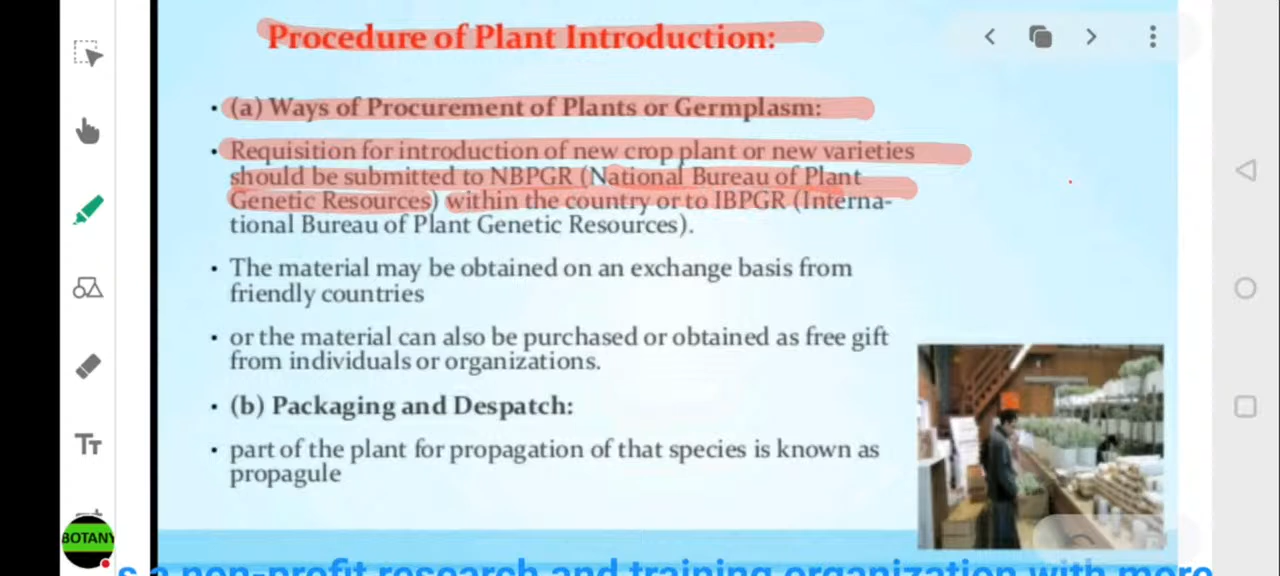 Procedure of Plant Introduction:
• (a) Ways of Procurement of Plants or Germplasm:
• Requisition for introduction of new crop plant or new varieties
should be submitted to NBPGR (National Bureau of Plant
Genetic Resources) within the country or to IBPGR (Interna-
tional Bureau of Plant Genetic Resources).
• The material may be obtained on an exchange basis from
friendly countries
• or the material can also be purchased or obtained as free gift
from individuals or organizations.
• (b) Packaging and Despatch:
• part of the plant for propagation of that species is known as
propagule
TT
BOTANY
s a non-profit research and training organization with more